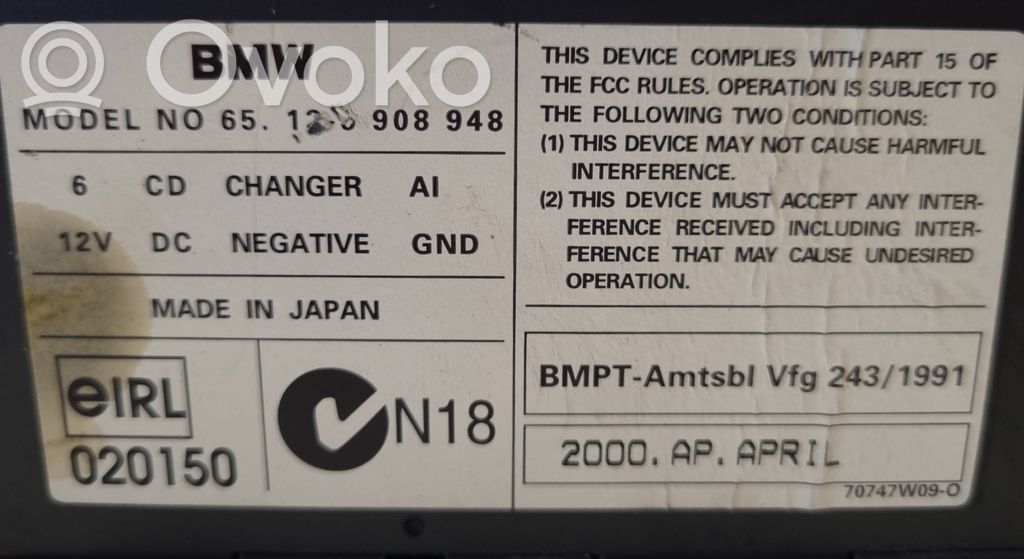 Ovoko
BMW
MODEL NO 65. 908 948
6 CD CHANGER AI
12V DC NEGATIVE GND
MADE IN JAPAN
eIRL
020150
N18
THIS DEVICE COMPLIES WITH PART 15 OF
THE FCC RULES. OPERATION IS SUBJECT TO
THE FOLLOWING TWO CONDITIONS:
(1) THIS DEVICE MAY NOT CAUSE HARMFUL
INTERFERENCE.
(2) THIS DEVICE MUST ACCEPT ANY INTER-
FERENCE RECEIVED INCLUDING INTER-
FERENCE THAT MAY CAUSE UNDESIRED
OPERATION.
BMPT-Amtsbl Vfg 243/1991
2000. AP. APRIL
70747W09-O